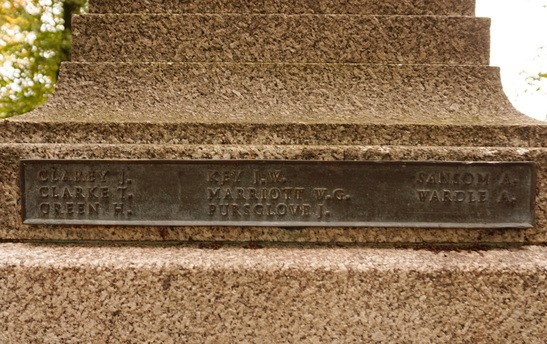 CLAREY J.
CLARKE T.
GREEN H.
KEY J.W.
MARRIOTT W.G.
PURSGLOVE J.
SANSOM A.
WARDLE A.